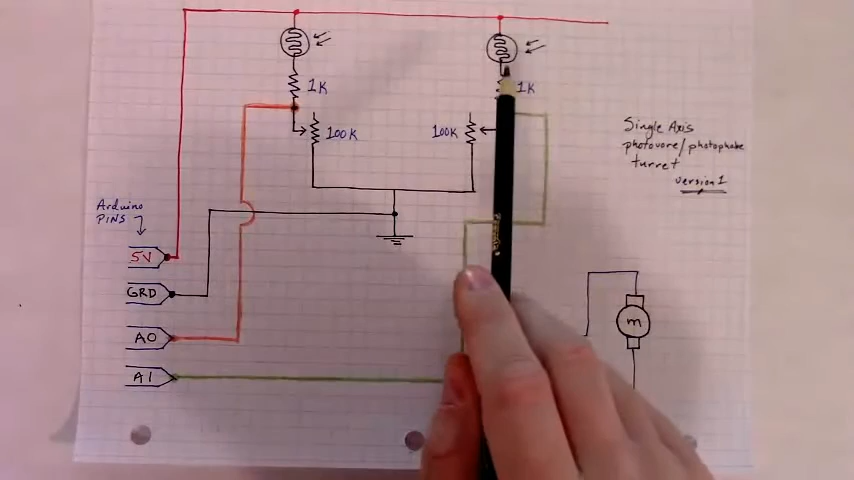 1K
1K
100K
100K
Single Axis
photovore/photophobe
turret
version 1
Arduino
PINS
5V
GRD
A0
A1
m